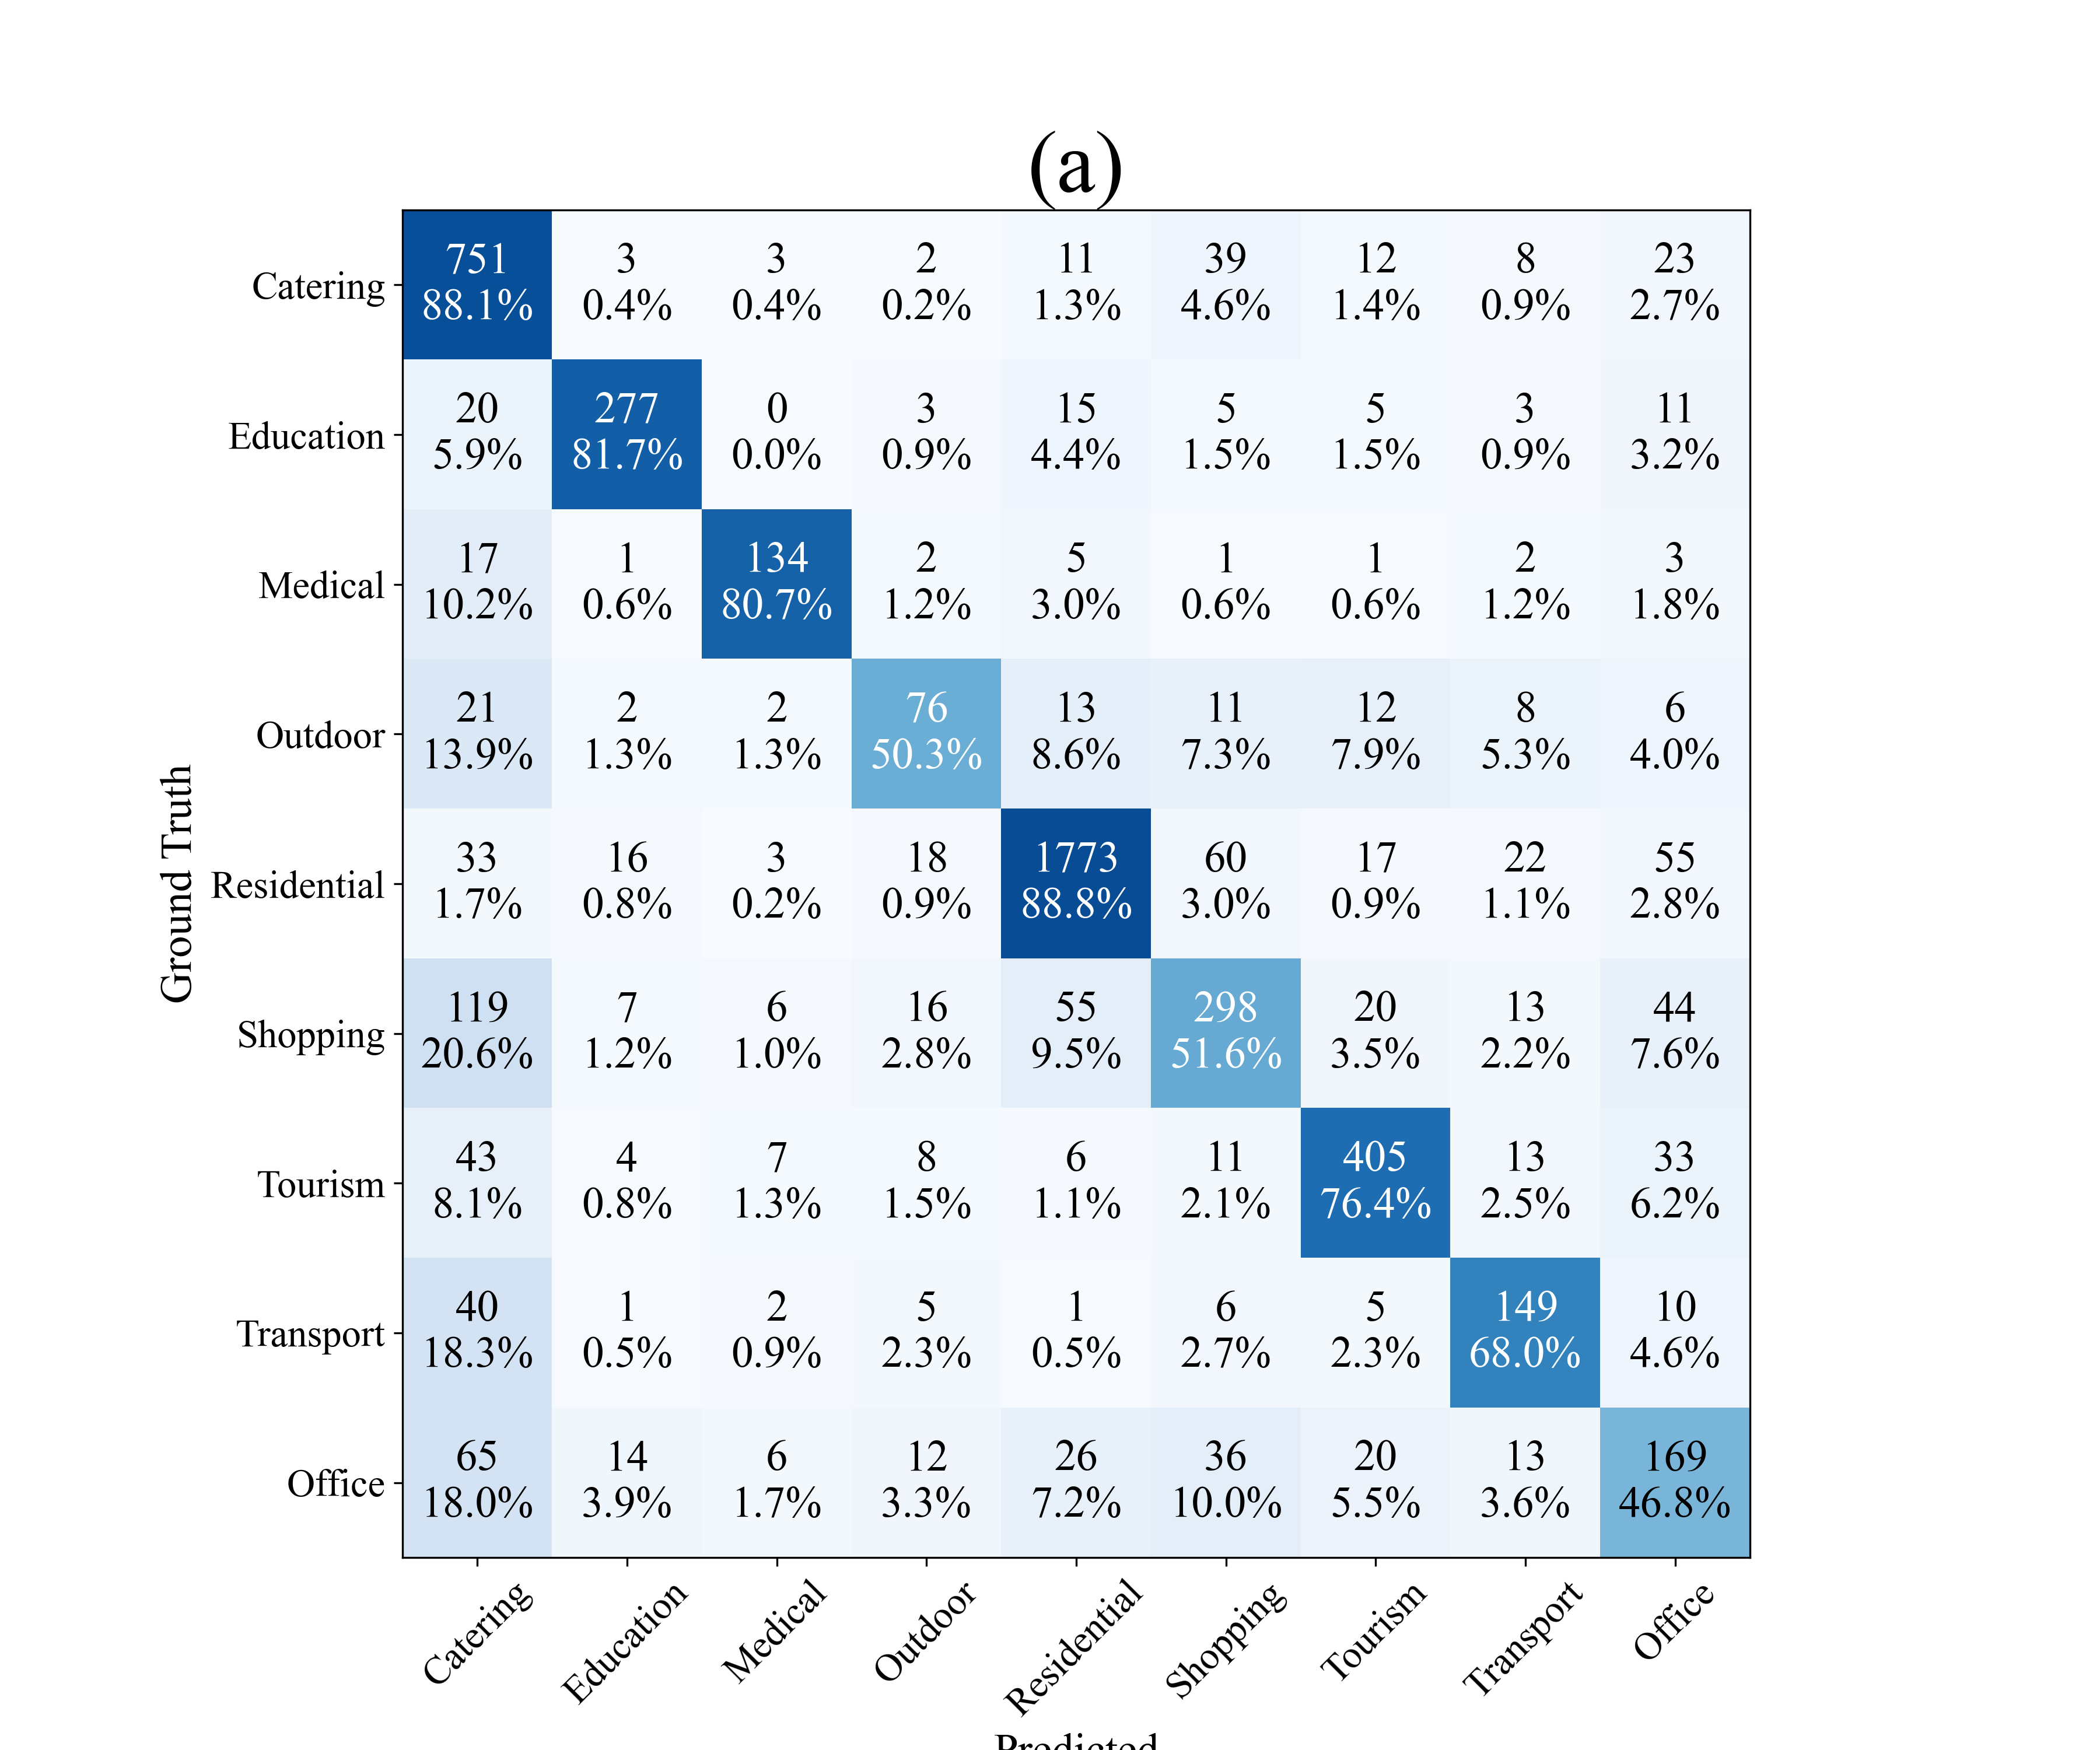 (a)
Catering 751 3 3 2 11 39 12 8 23
88.1% 0.4% 0.4% 0.2% 1.3% 4.6% 1.4% 0.9% 2.7%
Education 20 277 0 3 15 5 5 3 11
5.9% 81.7% 0.0% 0.9% 4.4% 1.5% 1.5% 0.9% 3.2%
Medical 17 1 134 2 5 1 1 2 3
10.2% 0.6% 80.7% 1.2% 3.0% 0.6% 0.6% 1.2% 1.8%
Outdoor 21 2 2 76 13 11 12 8 6
13.9% 1.3% 1.3% 50.3% 8.6% 7.3% 7.9% 5.3% 4.0%
Ground Truth
Residential 33 16 3 18 1773 60 17 22 55
1.7% 0.8% 0.2% 0.9% 88.8% 3.0% 0.9% 1.1% 2.8%
Shopping 119 7 6 16 55 298 20 13 44
20.6% 1.2% 1.0% 2.8% 9.5% 51.6% 3.5% 2.2% 7.6%
Tourism 43 4 7 8 6 11 405 13 33
8.1% 0.8% 1.3% 1.5% 1.1% 2.1% 76.4% 2.5% 6.2%
Transport 40 1 2 5 1 6 5 149 10
18.3% 0.5% 0.9% 2.3% 0.5% 2.7% 2.3% 68.0% 4.6%
Office 65 14 6 12 26 36 20 13 169
18.0% 3.9% 1.7% 3.3% 7.2% 10.0% 5.5% 3.6% 46.8%
Catering Education Medical Outdoor Residential Shopping Tourism Transport Office
Predicted